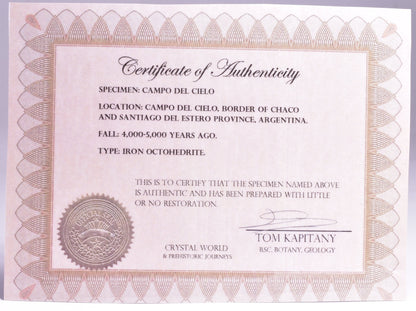 Certificate of Authenticity
SPECIMEN: CAMPO DEL CIELO
LOCATION: CAMPO DEL CIELO, BORDER OF CHACO
AND SANTIAGO DEL ESTERO PROVINCE, ARGENTINA.
FALL: 4,000-5,000 YEARS AGO.
TYPE: IRON OCTOHEDRITE.
THIS IS TO CERTIFY THAT THE SPECIMEN NAMED ABOVE
IS AUTHENTIC AND HAS BEEN PREPARED WITH LITTLE
OR NO RESTORATION.
TOM KAPITANY
B.SC. BOTANY, GEOLOGY
CRYSTAL WORLD
& PREHISTORIC JOURNEYS